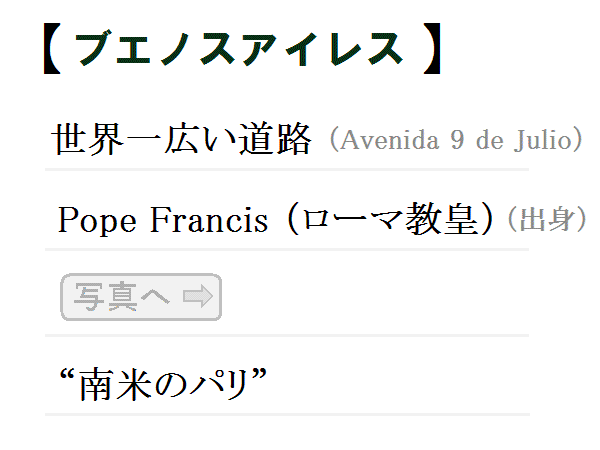 【ブエノスアイレス】
世界一広い道路（Avenida 9 de Julio）
Pope Francis（ローマ教皇）（出身）
写真へ ⇨
“南米のパリ”